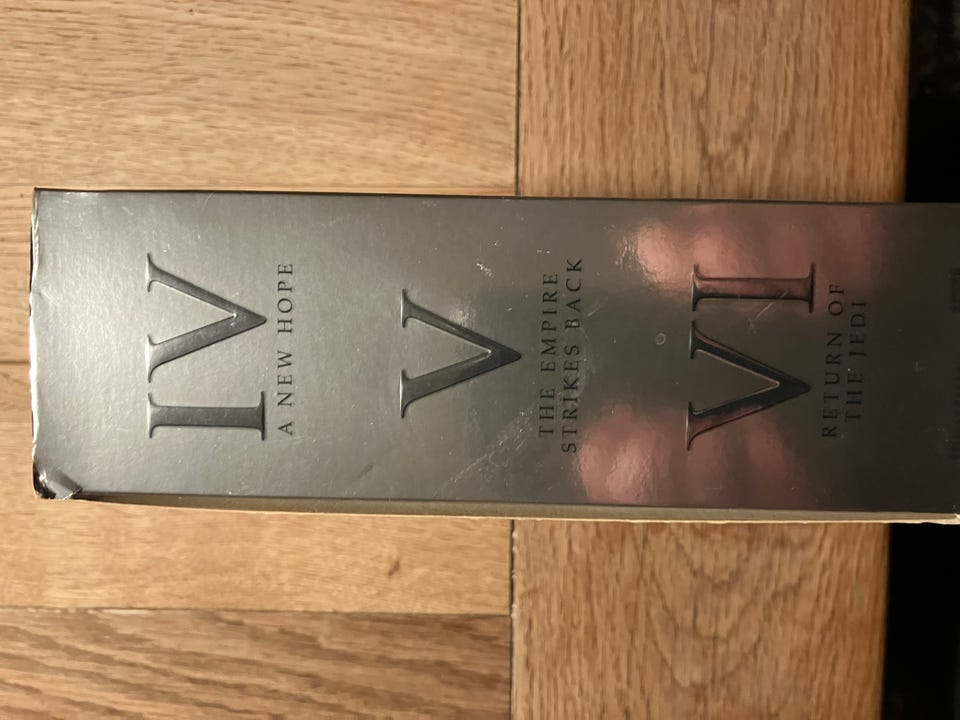 IV
A NEW HOPE
V
THE EMPIRE
STRIKES BACK
VI
RETURN OF
THE JEDI